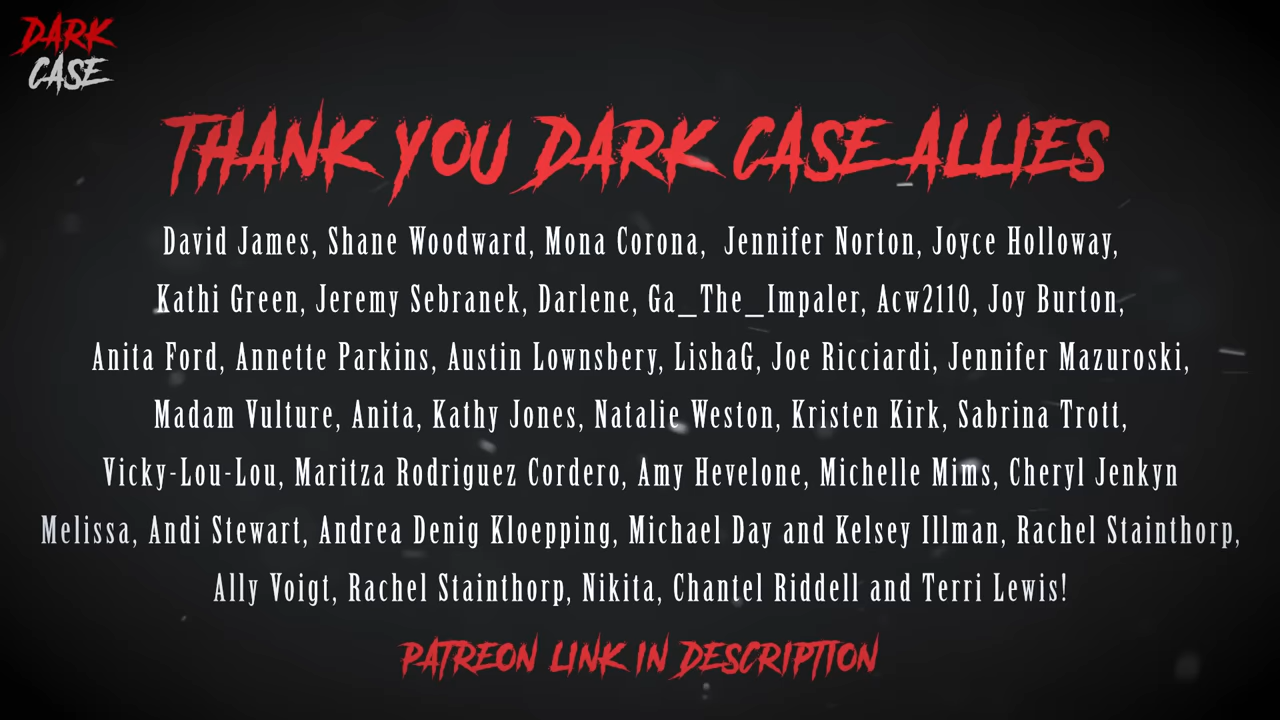 DARK
CASE
THANK YOU DARK CASE ALLIES
David James, Shane Woodward, Mona Corona, Jennifer Norton, Joyce Holloway,
Kathi Green, Jeremy Sebranek, Darlene, Ga_The_Impaler, Acw2110, Joy Burton,
Anita Ford, Annette Parkins, Austin Lownsbery, LishaG, Joe Ricciardi, Jennifer Mazuroski,
Madam Vulture, Anita, Kathy Jones, Natalie Weston, Kristen Kirk, Sabrina Trott,
Vicky-Lou-Lou, Maritza Rodriguez Cordero, Amy Hevelone, Michelle Mims, Cheryl Jenkyn
Melissa, Andi Stewart, Andrea Denig Kloepping, Michael Day and Kelsey Illman, Rachel Stainthorp,
Ally Voigt, Rachel Stainthorp, Nikita, Chantel Riddell and Terri Lewis!
PATREON LINK IN DESCRIPTION